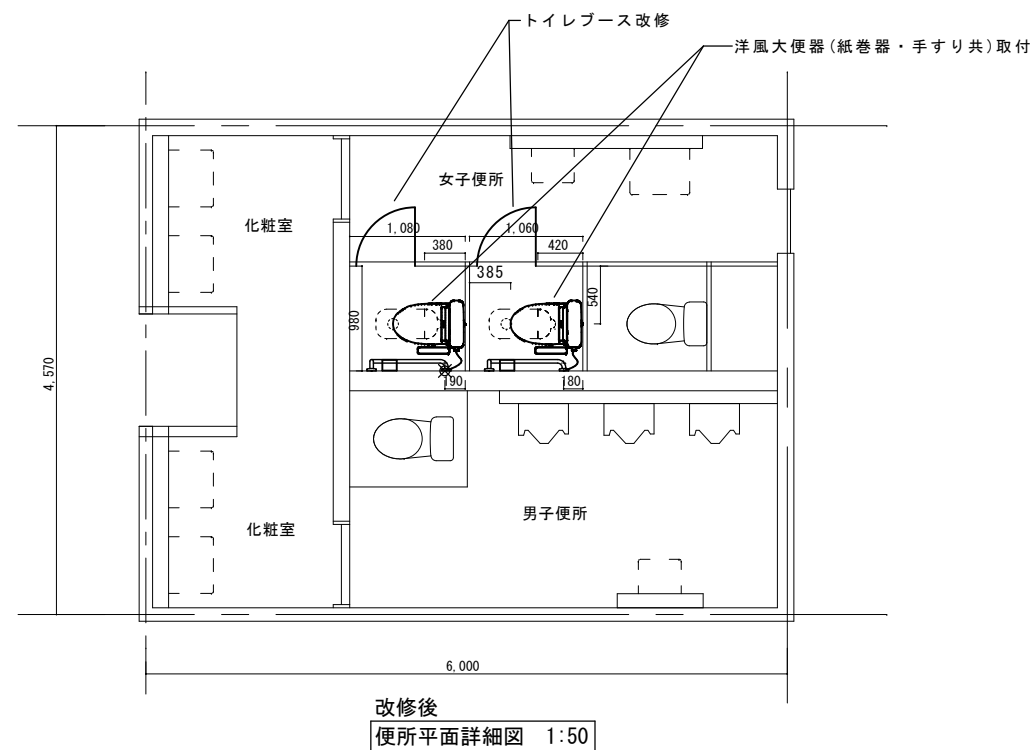 トイレブース改修
洋風大便器(紙巻器・手すり共)取付
女子便所
化粧室
1,080
1,060
380
420
385
980
540
4,570
190
180
男子便所
化粧室
6,000
改修後
便所平面詳細図 1:50